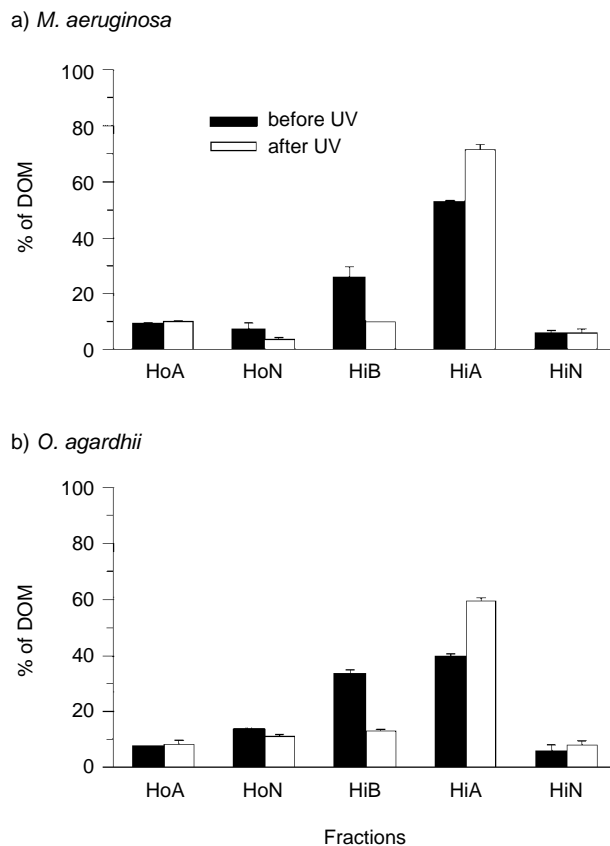 a) M. aeruginosa
100
80
60
40
20
0
% of DOM
before UV
after UV
HoA HoN HiB HiA HiN
b) O. agardhii
100
80
60
40
20
0
% of DOM
HoA HoN HiB HiA HiN
Fractions